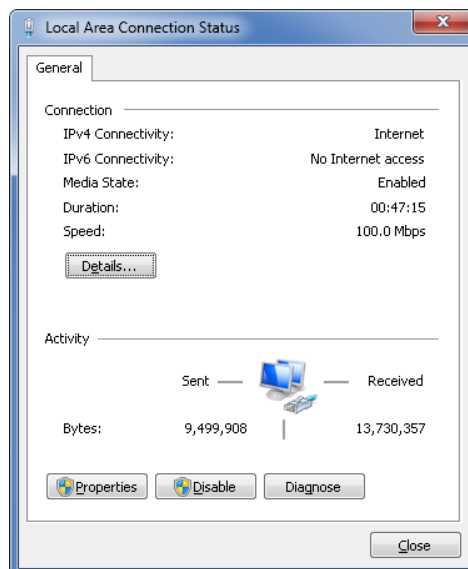 Local Area Connection Status
General
Connection
IPv4 Connectivity: Internet
IPv6 Connectivity: No Internet access
Media State: Enabled
Duration: 00:47:15
Speed: 100.0 Mbps
Details...
Activity
Sent Received
Bytes: 9,499,908 13,730,357
Properties Disable Diagnose
Close